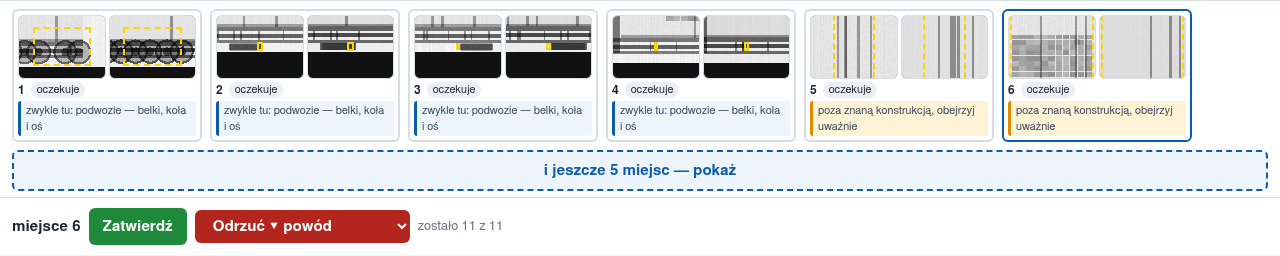 1 oczekuje
zwykle tu: podwozie — belki, koła
i oś
2 oczekuje
zwykle tu: podwozie — belki, koła
i oś
3 oczekuje
zwykle tu: podwozie — belki, koła
i oś
4 oczekuje
zwykle tu: podwozie — belki, koła
i oś
5 oczekuje
poza znaną konstrukcją, obejrzyj
uważnie
6 oczekuje
poza znaną konstrukcją, obejrzyj
uważnie
i jeszcze 5 miejsc — pokaż
miejsce 6 Zatwierdź Odrzuć ▾ powód zostało 11 z 11